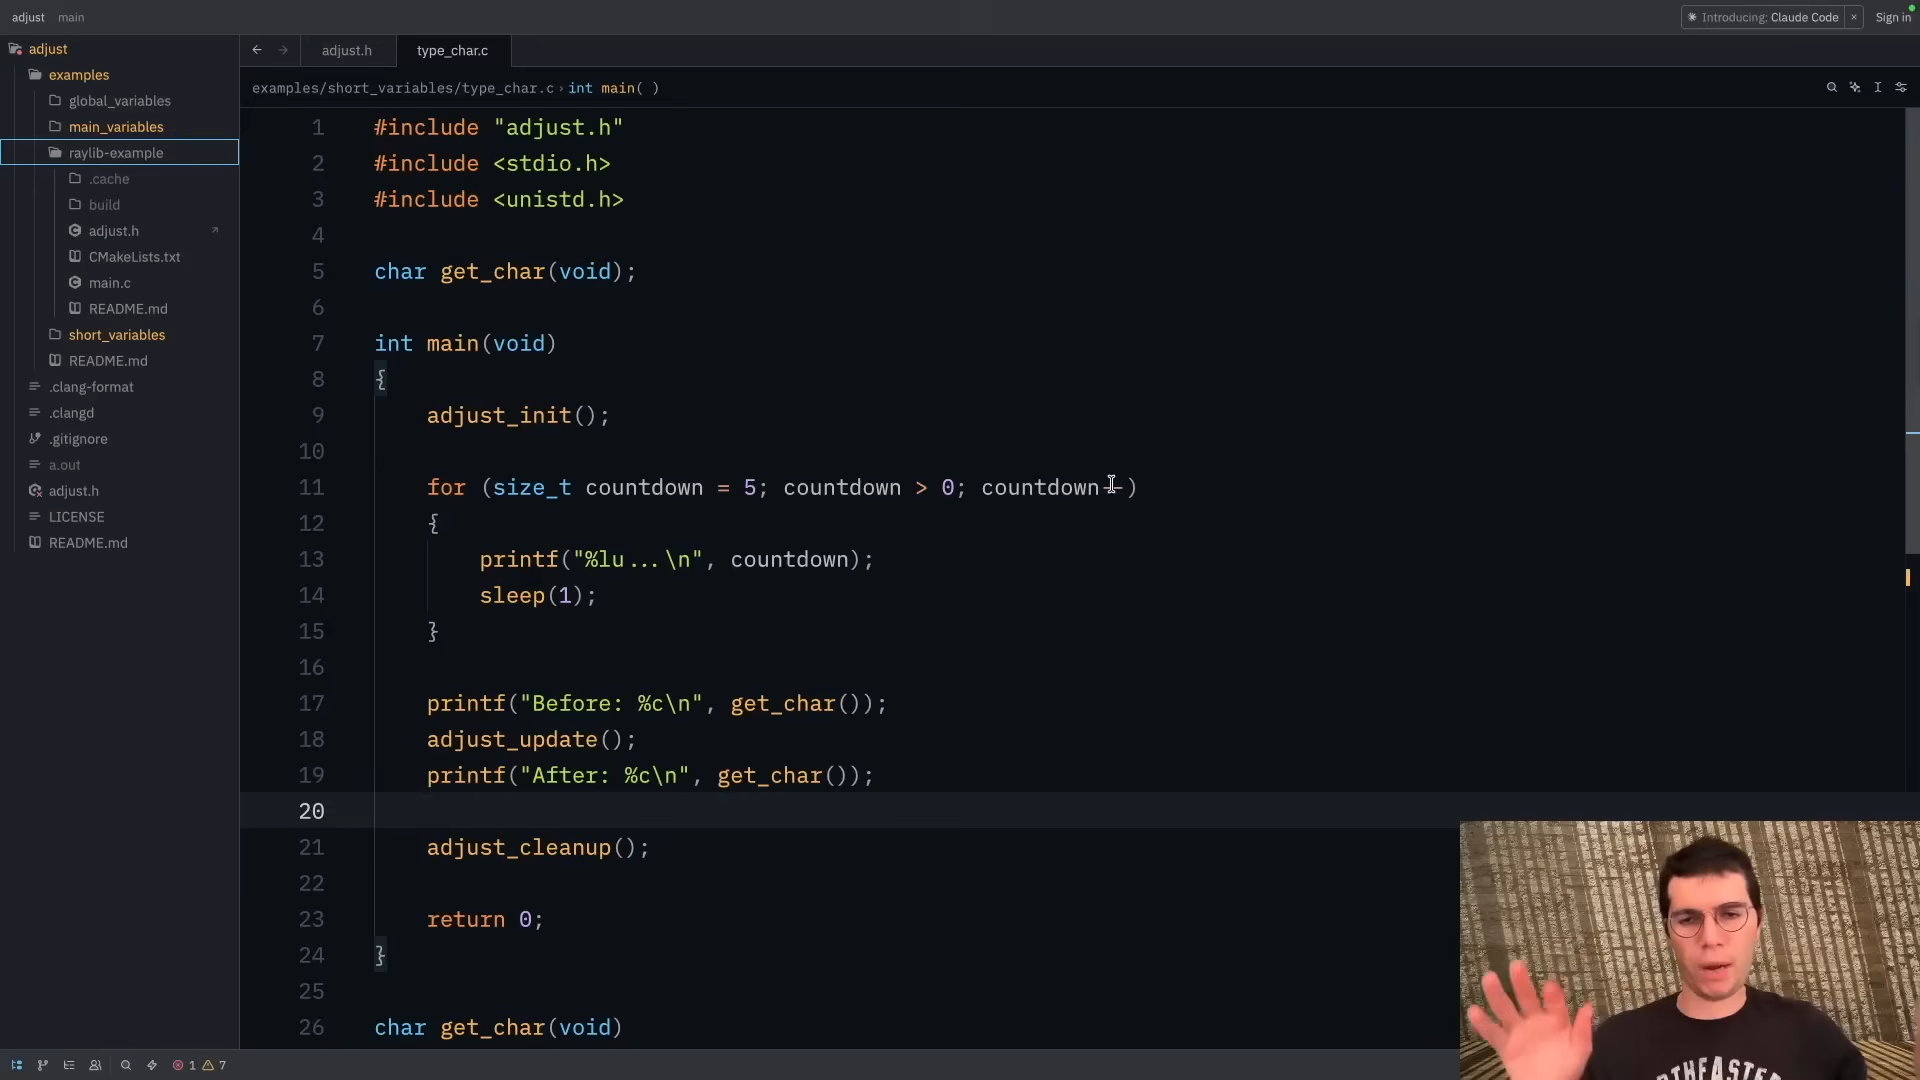 adjust main
Introducing: Claude Code × Sign in
adjust
examples
global_variables
main_variables
raylib-example
.cache
build
adjust.h
CMakeLists.txt
main.c
README.md
short_variables
README.md
.clang-format
.clangd
.gitignore
a.out
adjust.h
LICENSE
README.md
1 7
adjust.h type_char.c
examples/short_variables/type_char.c › int main( )
1 #include "adjust.h"
2 #include <stdio.h>
3 #include <unistd.h>
4
5 char get_char(void);
6
7 int main(void)
8 {
9 adjust_init();
10
11 for (size_t countdown = 5; countdown > 0; countdown--)
12 {
13 printf("%lu...\n", countdown);
14 sleep(1);
15 }
16
17 printf("Before: %c\n", get_char());
18 adjust_update();
19 printf("After: %c\n", get_char());
20
21 adjust_cleanup();
22
23 return 0;
24 }
25
26 char get_char(void)